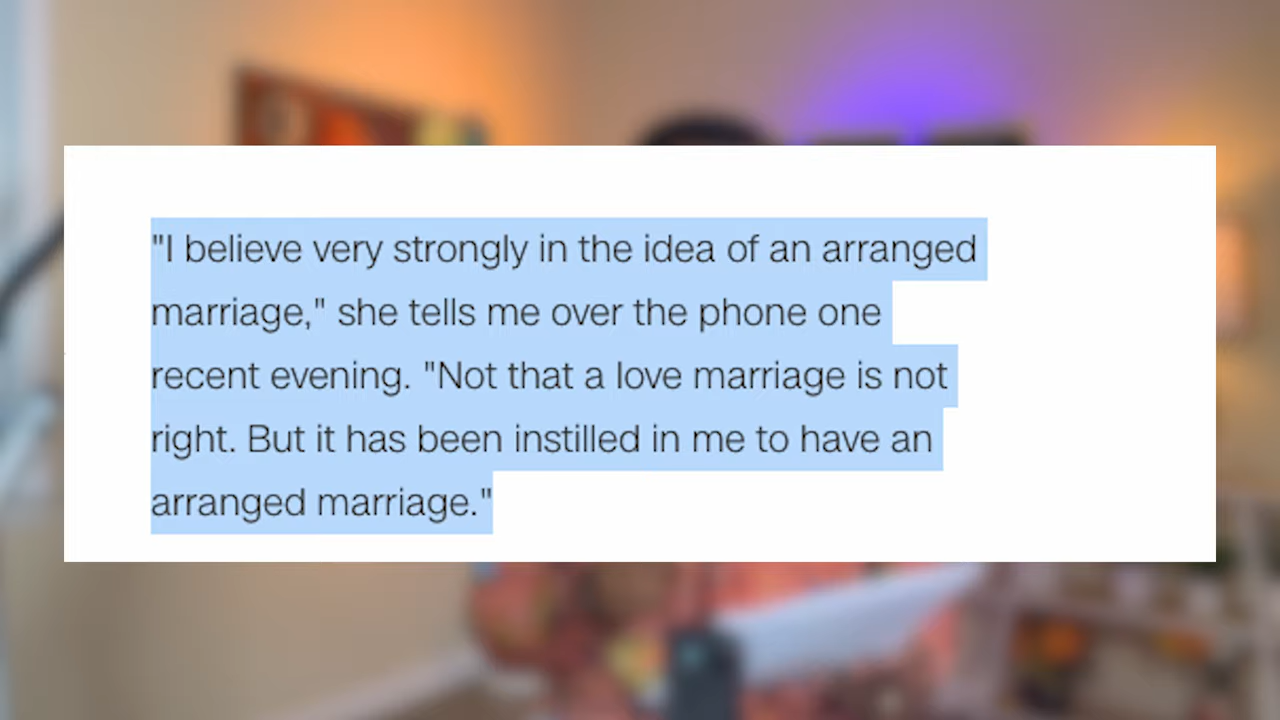 "I believe very strongly in the idea of an arranged
marriage," she tells me over the phone one
recent evening. "Not that a love marriage is not
right. But it has been instilled in me to have an
arranged marriage."